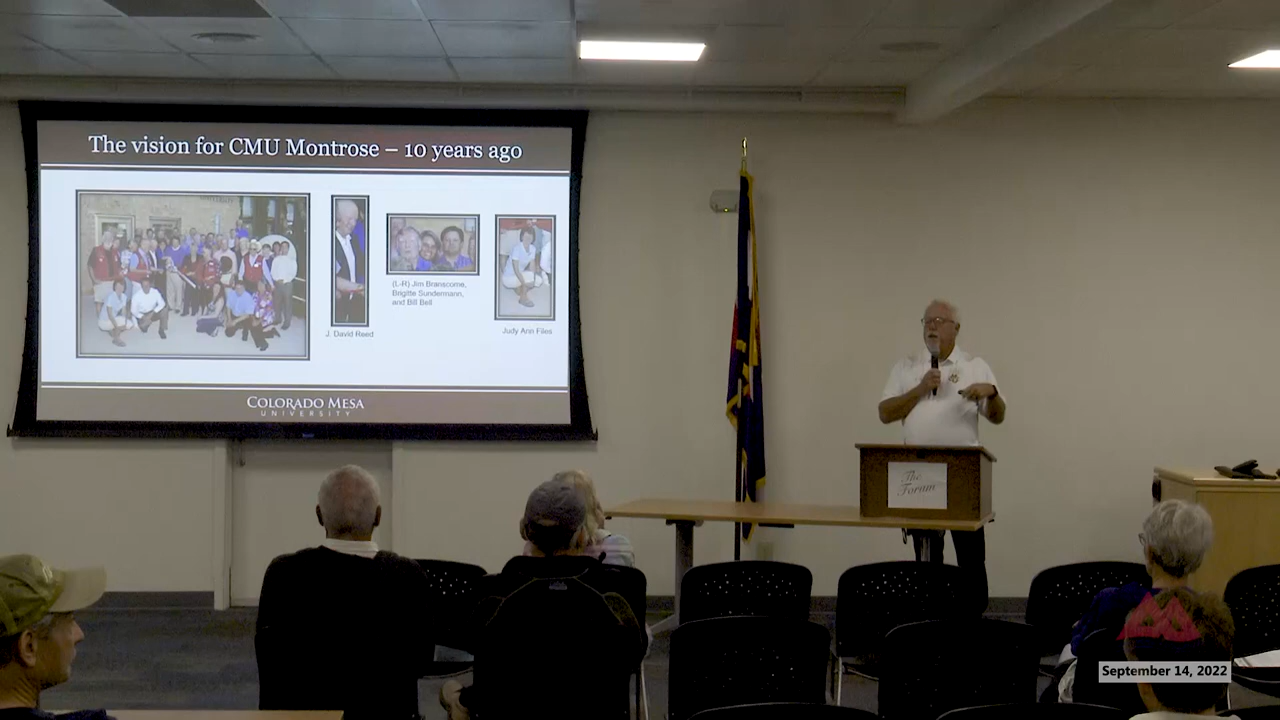 The vision for CMU Montrose – 10 years ago
(L-R) Jim Branscome,
Brigitte Sundermann,
and Bill Bell
J. David Reed
Judy Ann Files
COLORADO MESA
UNIVERSITY
The
Forum
September 14, 2022